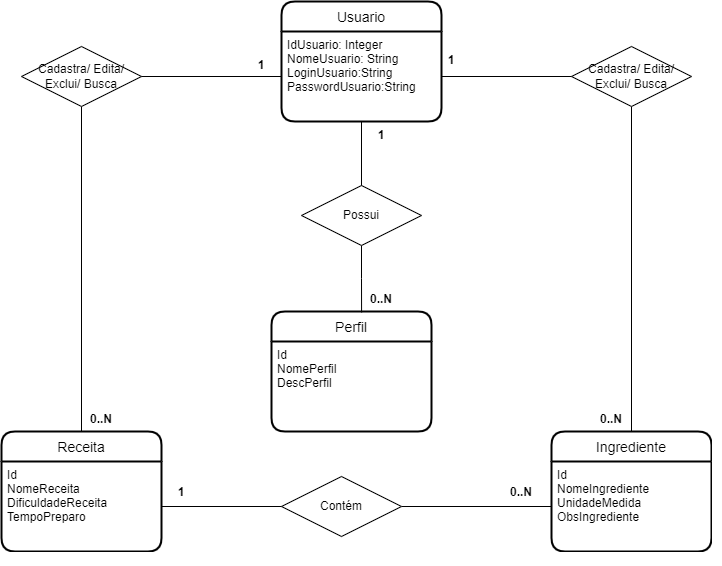 Usuario
IdUsuario: Integer
NomeUsuario: String
LoginUsuario:String
PasswordUsuario:String
Cadastra/ Edita/
Exclui/ Busca
1
1
Cadastra/ Edita/
Exclui/ Busca
1
Possui
0..N
Perfil
Id
NomePerfil
DescPerfil
0..N
0..N
Receita
Id
NomeReceita
DificuldadeReceita
TempoPreparo
1
Contêm
0..N
Ingrediente
Id
NomeIngrediente
UnidadeMedida
ObsIngrediente